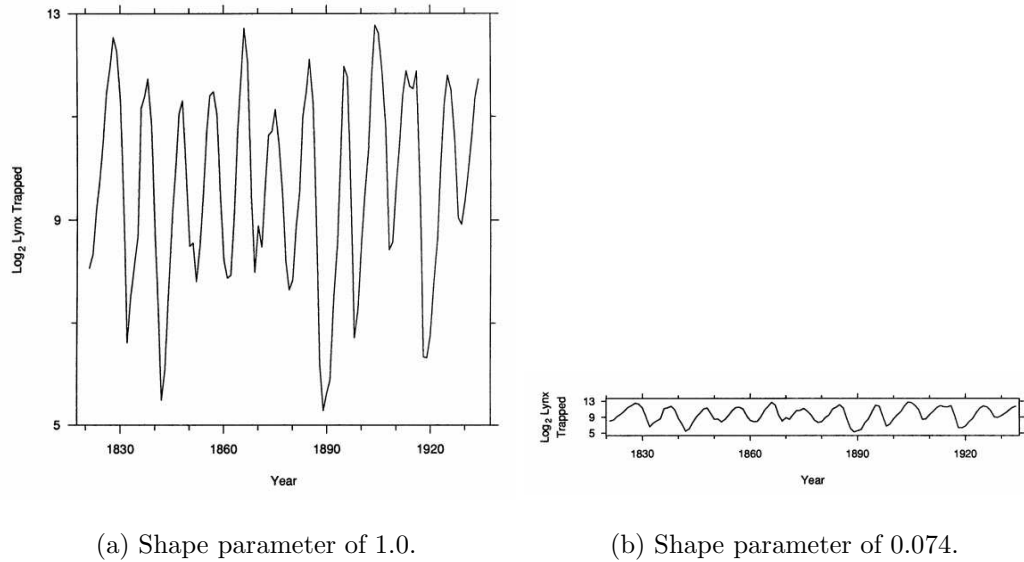 13
9
5
Log2 Lynx Trapped
1830 1860 1890 1920
Year
(a) Shape parameter of 1.0.
Log2 Lynx
Trapped
13
9
5
1830 1860 1890 1920
Year
(b) Shape parameter of 0.074.